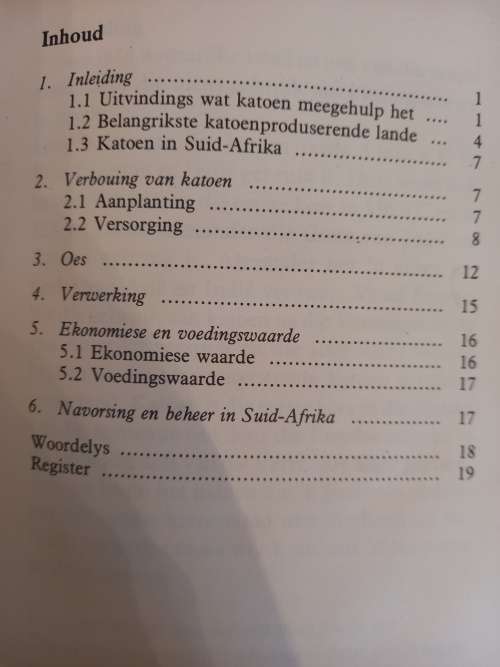 Inhoud
1. Inleiding ........................................ 1
1.1 Uitvindings wat katoen meegehulp het .... 1
1.2 Belangrikste katoenproduserende lande ... 4
1.3 Katoen in Suid-Afrika ......................... 7
2. Verbouing van katoen ............................ 7
2.1 Aanplanting ................................... 7
2.2 Versorging .................................... 8
3. Oes ............................................. 12
4. Verwerking ...................................... 15
5. Ekonomiese en voedingswaarde .................... 16
5.1 Ekonomiese waarde ............................. 16
5.2 Voedingswaarde ................................ 17
6. Navorsing en beheer in Suid-Afrika .............. 17
Woordelys .......................................... 18
Register ........................................... 19